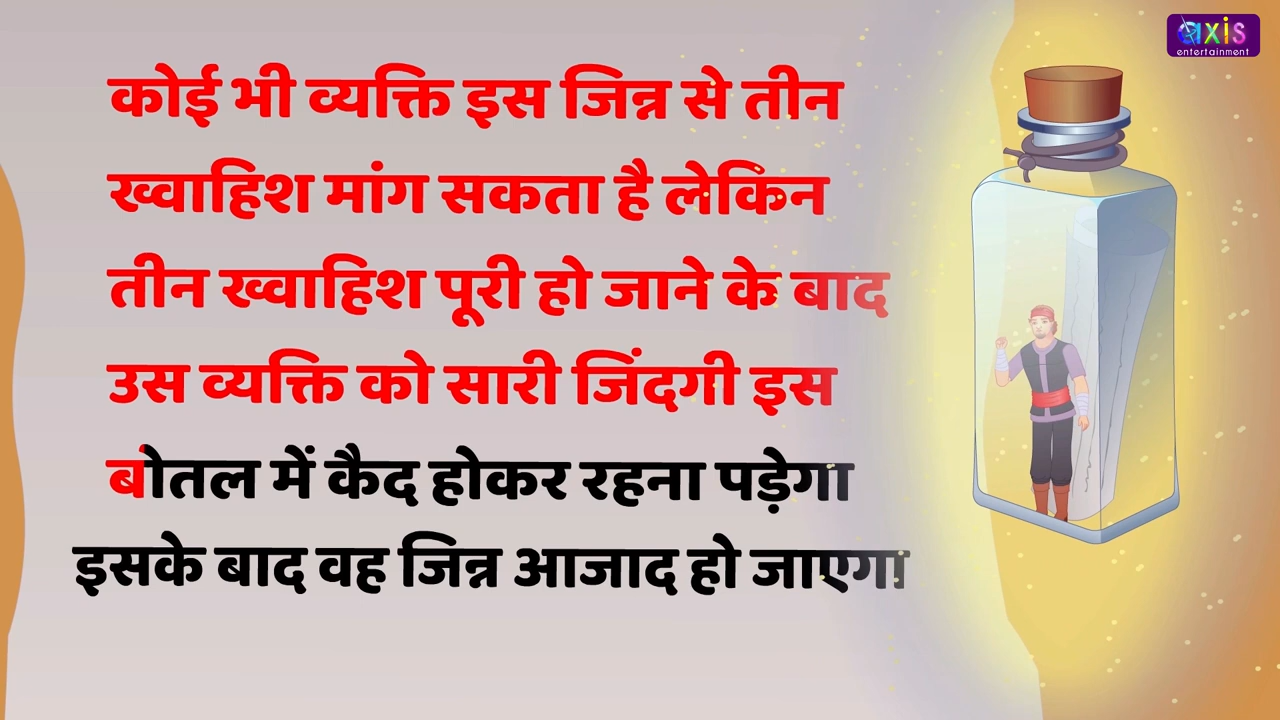 axis
entertainment
कोई भी व्यक्ति इस जिन्न से तीन
ख्वाहिश मांग सकता है लेकिन
तीन ख्वाहिश पूरी हो जाने के बाद
उस व्यक्ति को सारी जिंदगी इस
बोतल में कैद होकर रहना पड़ेगा
इसके बाद वह जिन्न आजाद हो जाएगा